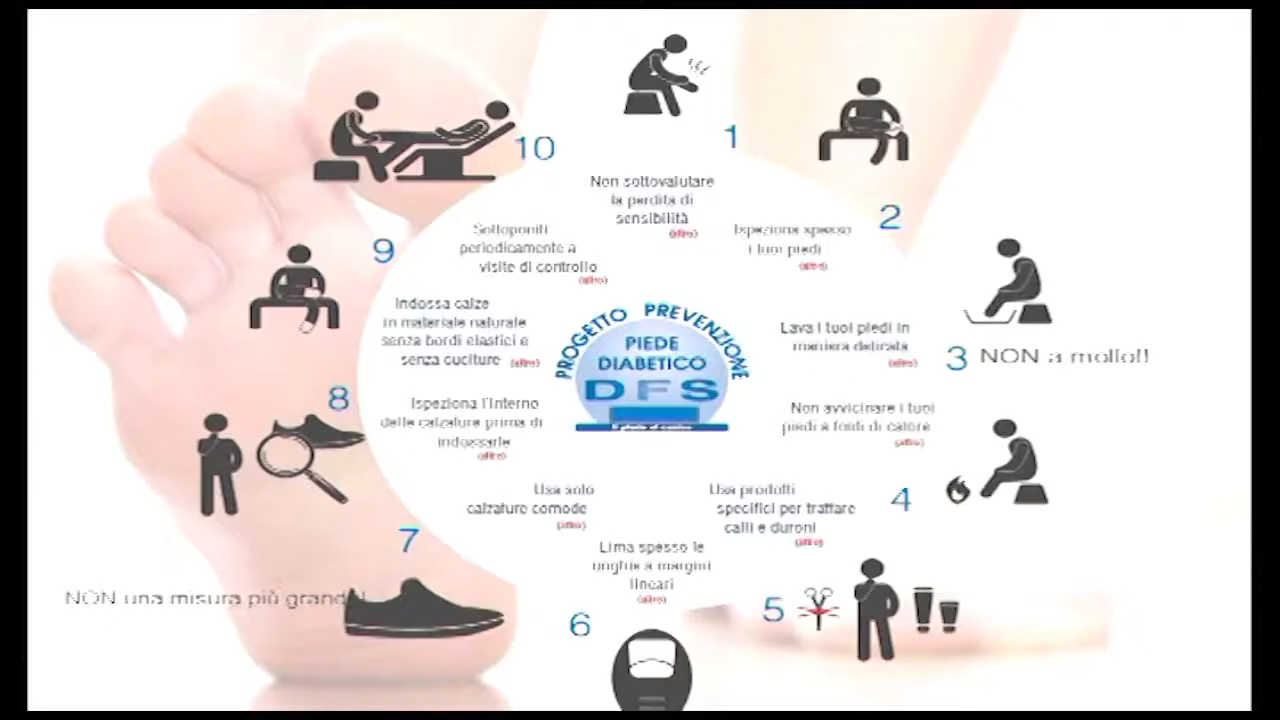 1
Non sottovalutare
la perdita di
sensibilità
(altro)
2
Ispeziona spesso
i tuoi piedi
(altro)
Lava i tuoi piedi in
maniera delicata
(altro)
3 NON a mollo!!
Non avvicinare i tuoi
piedi a fonti di calore
(altro)
4
Usa prodotti
specifici per trattare
calli e duroni
(altro)
5
Lima spesso le
unghie a margini
lineari
(altro)
6
Usa solo
calzature comode
(altro)
7
NON una misura più grande!!
Ispeziona l'interno
delle calzature prima di
indossarle
(altro)
8
Indossa calze
in materiale naturale
senza bordi elastici e
senza cuciture (altro)
9
Sottoponiti
periodicamente a
visite di controllo
(altro)
10
PROGETTO PREVENZIONE
PIEDE
DIABETICO
DFS